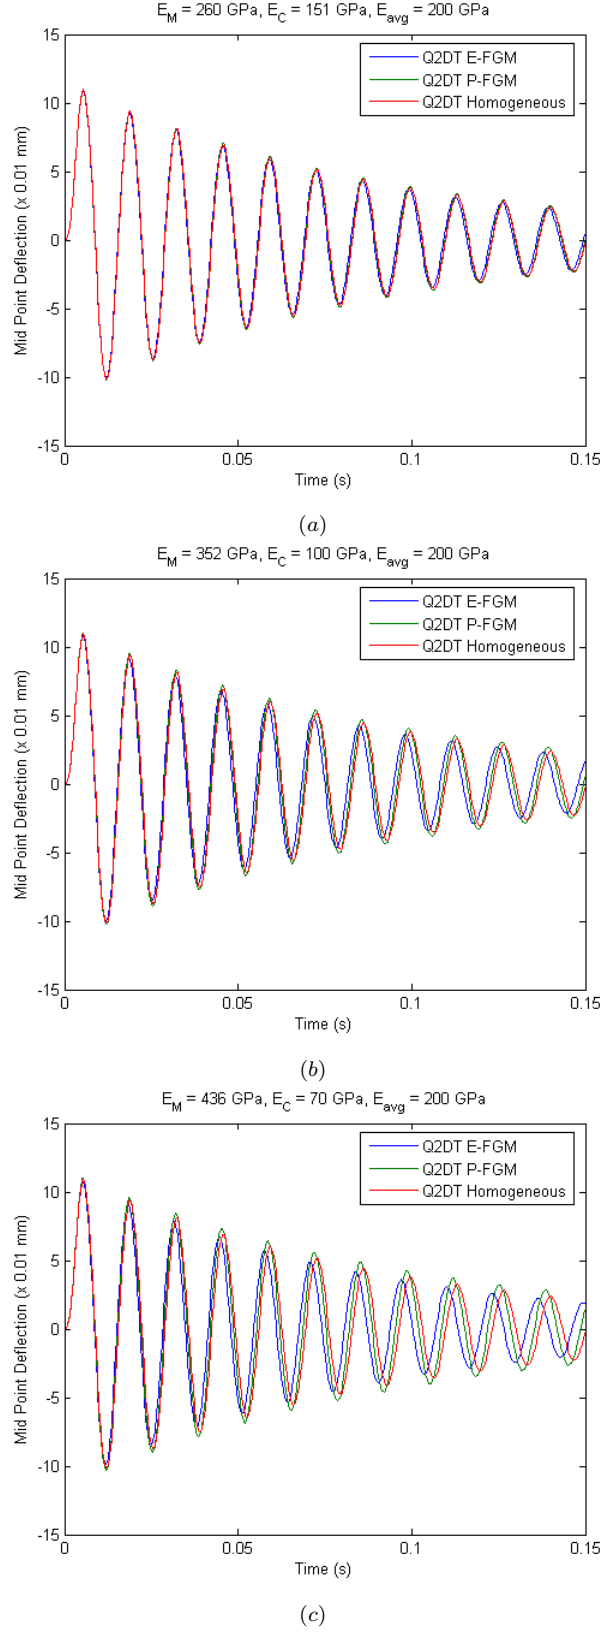 E_M = 260 GPa, E_C = 151 GPa, E_avg = 200 GPa
15
Q2DT E-FGM
Q2DT P-FGM
Q2DT Homogeneous
10
5
0
-5
-10
-15
Mid Point Deflection (x 0.01 mm)
0 0.05 0.1 0.15
Time (s)
(a)
E_M = 352 GPa, E_C = 100 GPa, E_avg = 200 GPa
15
Q2DT E-FGM
Q2DT P-FGM
Q2DT Homogeneous
10
5
0
-5
-10
-15
Mid Point Deflection (x 0.01 mm)
0 0.05 0.1 0.15
Time (s)
(b)
E_M = 436 GPa, E_C = 70 GPa, E_avg = 200 GPa
15
Q2DT E-FGM
Q2DT P-FGM
Q2DT Homogeneous
10
5
0
-5
-10
-15
Mid Point Deflection (x 0.01 mm)
0 0.05 0.1 0.15
Time (s)
(c)